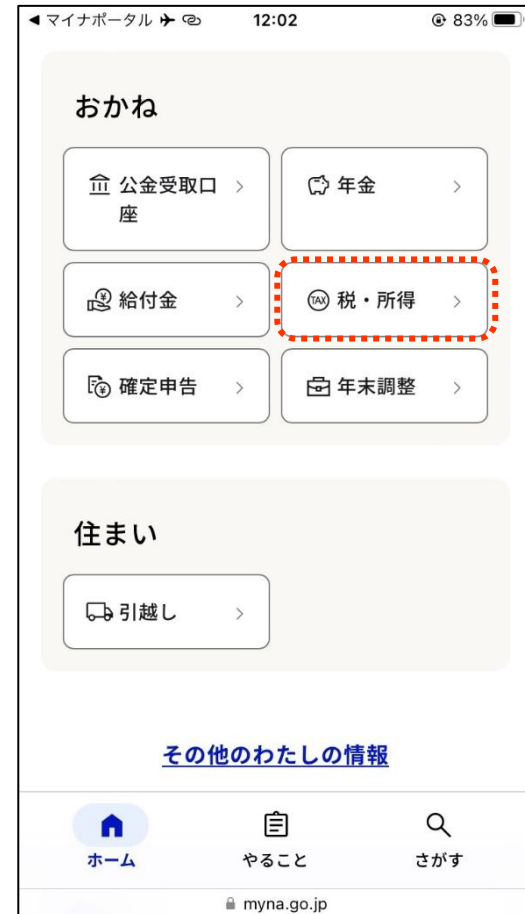 マイナポータル 12:02 83%
おかね
公金受取口
座
年金
給付金
TAX 税・所得
確定申告
年末調整
住まい
引越し
その他のわたしの情報
ホーム やること さがす
myna.go.jp